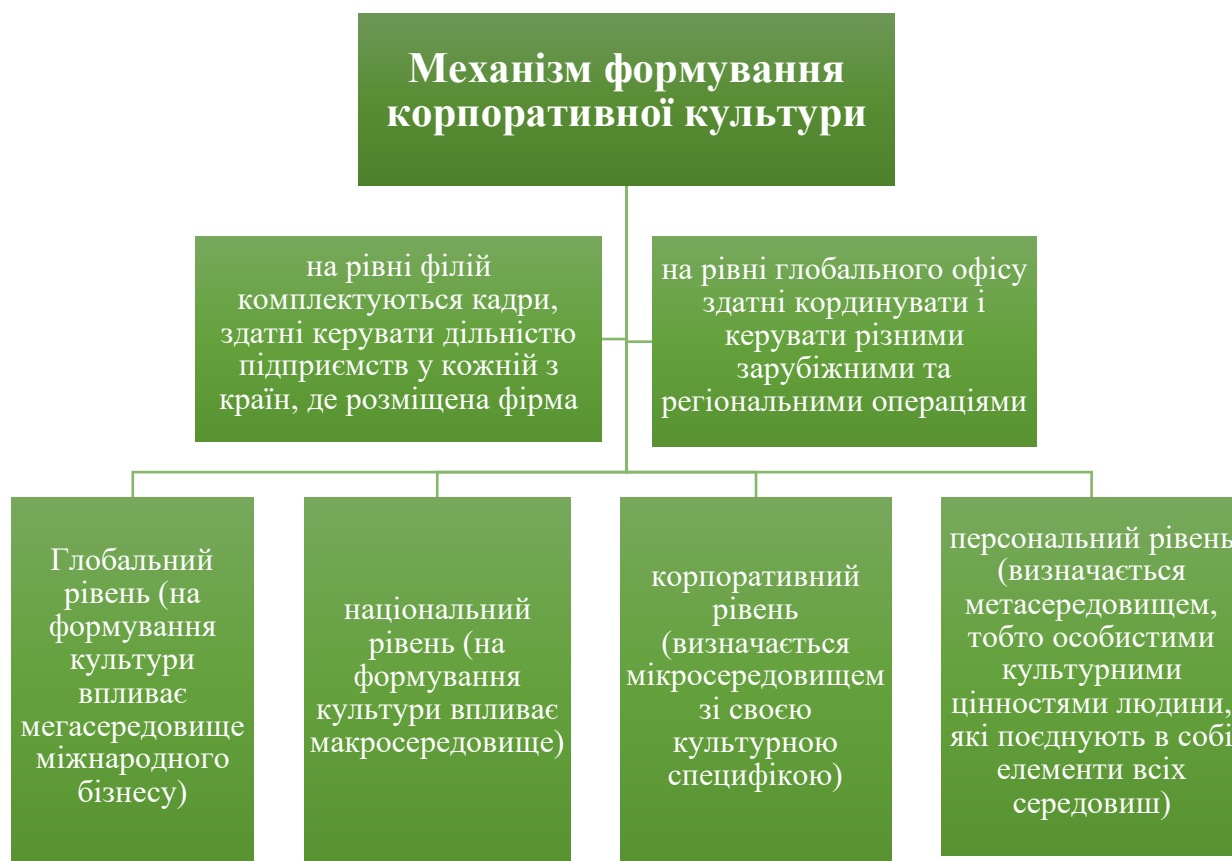 Механізм формування
корпоративної культури
на рівні філій
комплектуються кадри,
здатні керувати дільністю
підприємств у кожній з
країн, де розміщена фірма
на рівні глобального офісу
здатні кординувати і
керувати різними
зарубіжними та
регіональними операціями
Глобальний
рівень (на
формування
культури
впливає
мегасередовище
міжнародного
бізнесу)
національний
рівень (на
формування
культури впливає
макросередовище)
корпоративний
рівень
(визначається
мікросередовищем
зі своєю
культурною
специфікою)
персональний рівень
(визначається
метасередовищем,
тобто особистими
культурними
цінностями людини,
які поєднують в собі
елементи всіх
середовиш)